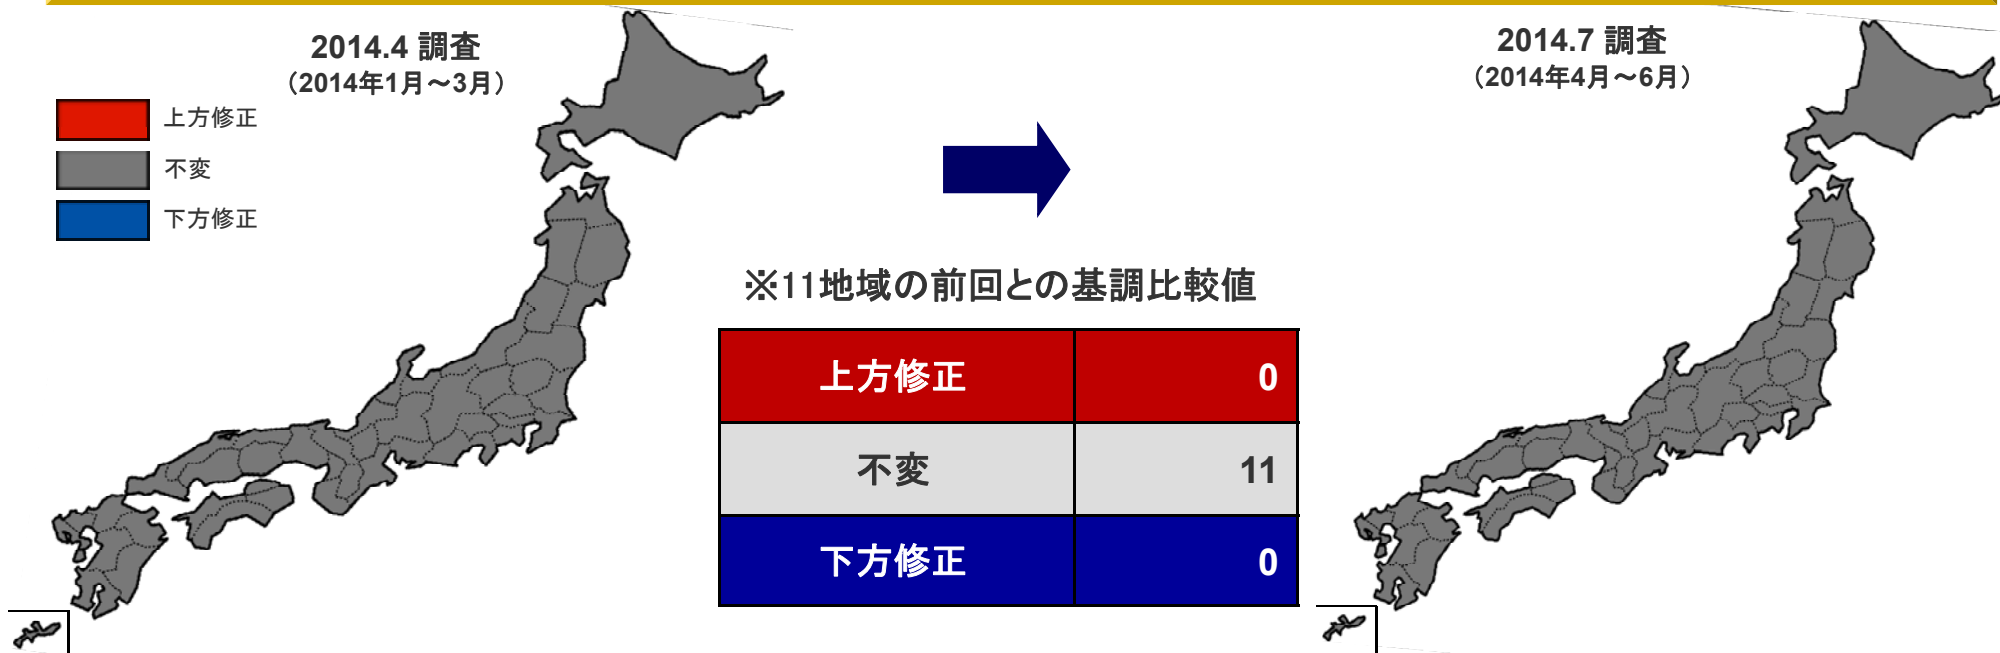 2014.4 調査
（2014年1月～3月）
上方修正
不変
下方修正
2014.7 調査
（2014年4月～6月）
※11地域の前回との基調比較値
上方修正 0
不変 11
下方修正 0